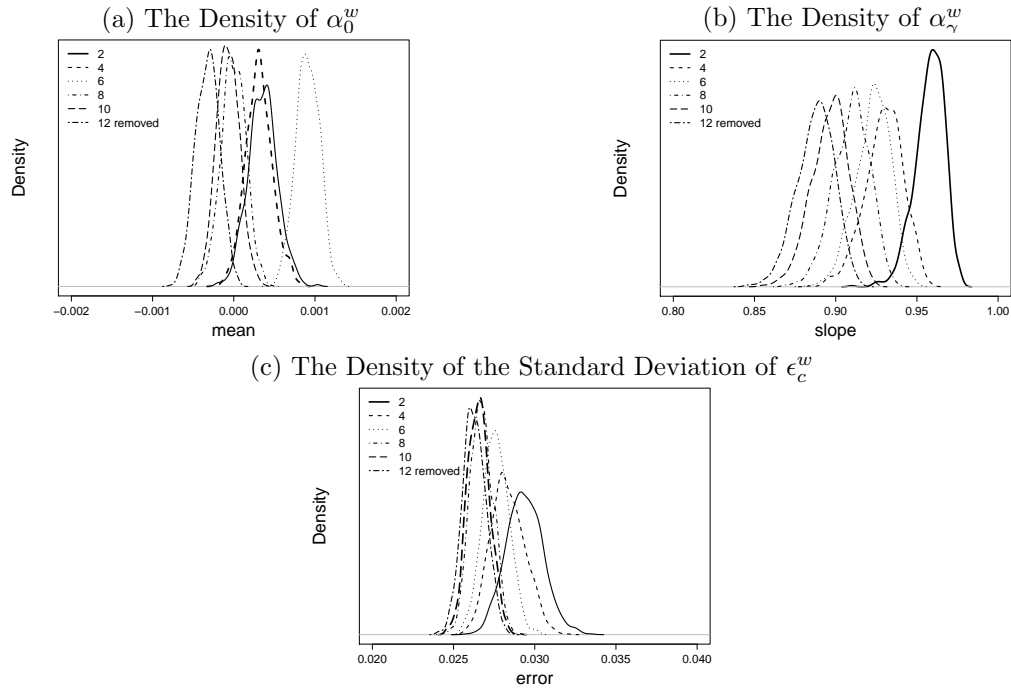 (a) The Density of α₀ʷ
2
4
6
8
10
12 removed
Density
−0.002 −0.001 0.000 0.001 0.002
mean
(b) The Density of αᵧʷ
2
4
6
8
10
12 removed
Density
0.80 0.85 0.90 0.95 1.00
slope
(c) The Density of the Standard Deviation of ϵ_c^w
2
4
6
8
10
12 removed
Density
0.020 0.025 0.030 0.035 0.040
error